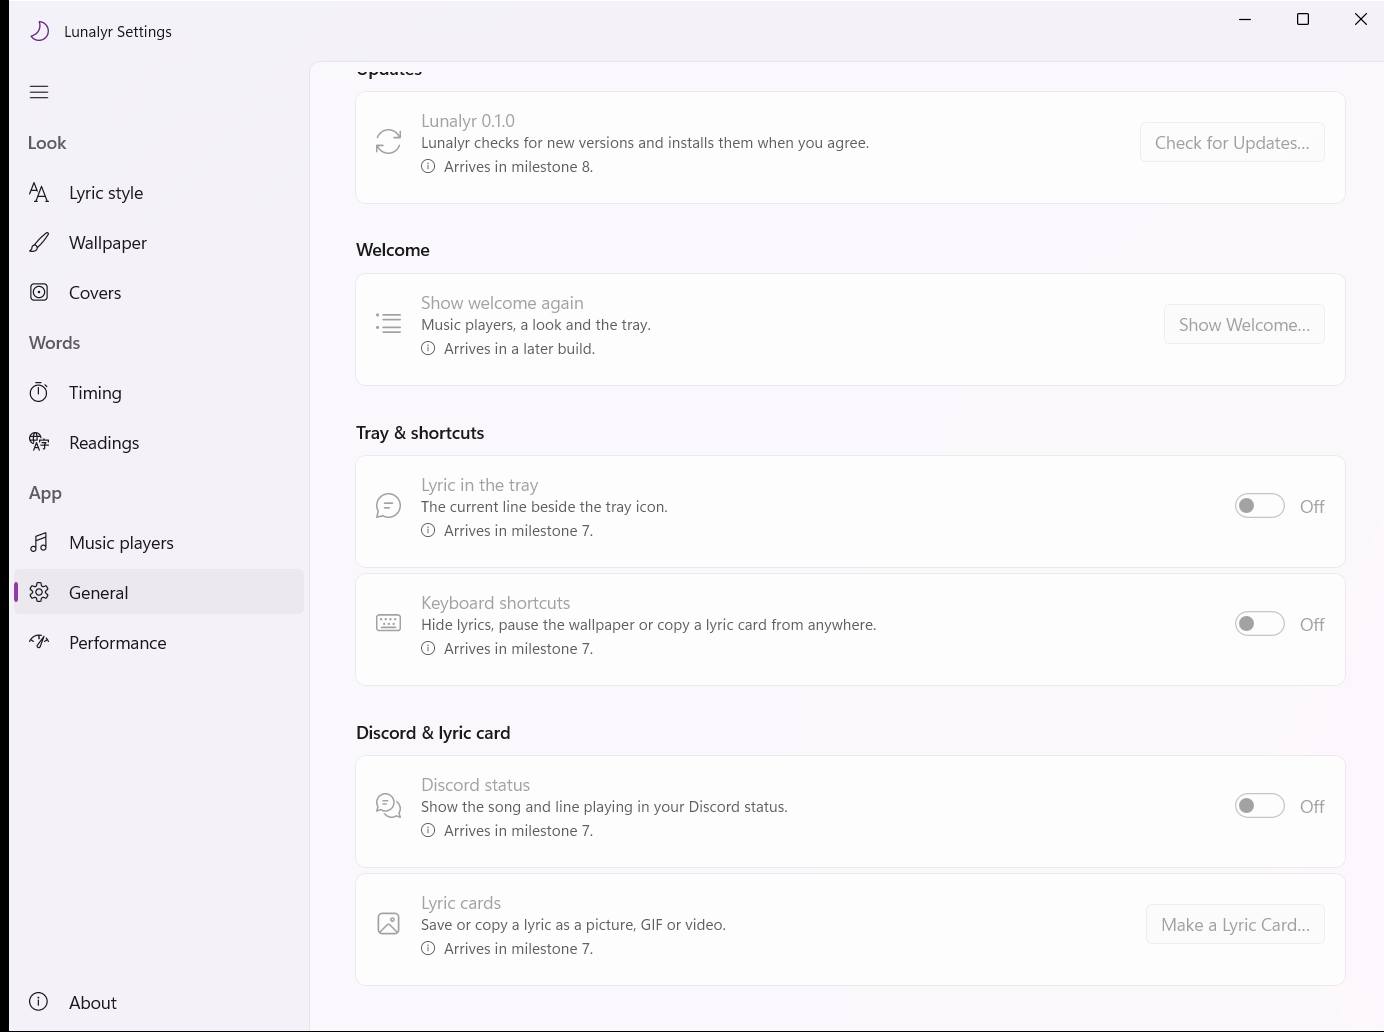 Lunalyr Settings
Look
Lyric style
Wallpaper
Covers
Words
Timing
Readings
App
Music players
General
Performance
About
Updates
Lunalyr 0.1.0
Lunalyr checks for new versions and installs them when you agree.
Arrives in milestone 8.
Check for Updates...
Welcome
Show welcome again
Music players, a look and the tray.
Arrives in a later build.
Show Welcome...
Tray & shortcuts
Lyric in the tray
The current line beside the tray icon.
Arrives in milestone 7.
Off
Keyboard shortcuts
Hide lyrics, pause the wallpaper or copy a lyric card from anywhere.
Arrives in milestone 7.
Off
Discord & lyric card
Discord status
Show the song and line playing in your Discord status.
Arrives in milestone 7.
Off
Lyric cards
Save or copy a lyric as a picture, GIF or video.
Arrives in milestone 7.
Make a Lyric Card...